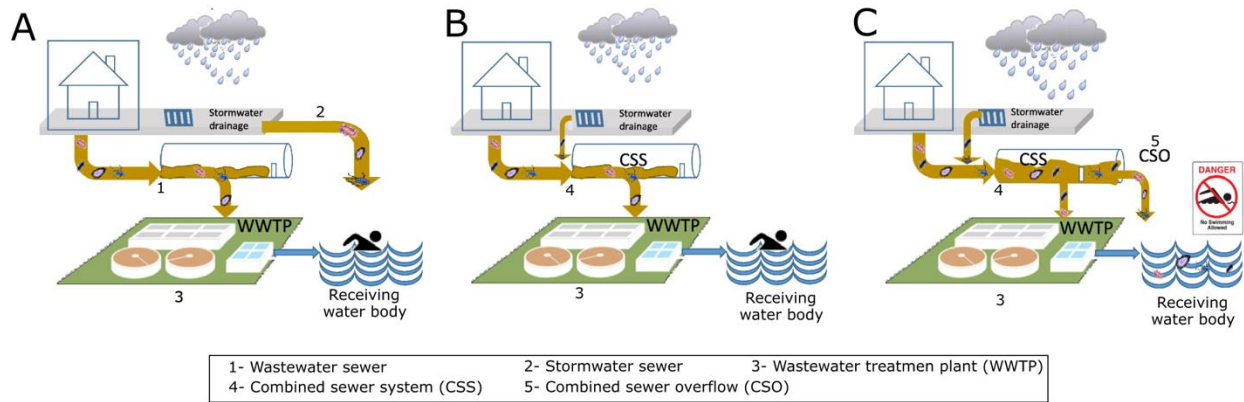 A
Stormwater
drainage
2
1
WWTP
3
Receiving
water body
B
Stormwater
drainage
CSS
4
WWTP
3
Receiving
water body
C
Stormwater
drainage
5
CSO
CSS
4
DANGER
No Swimming
Allowed
WWTP
3
Receiving
water body
1- Wastewater sewer 2- Stormwater sewer 3- Wastewater treatmen plant (WWTP)
4- Combined sewer system (CSS) 5- Combined sewer overflow (CSO)